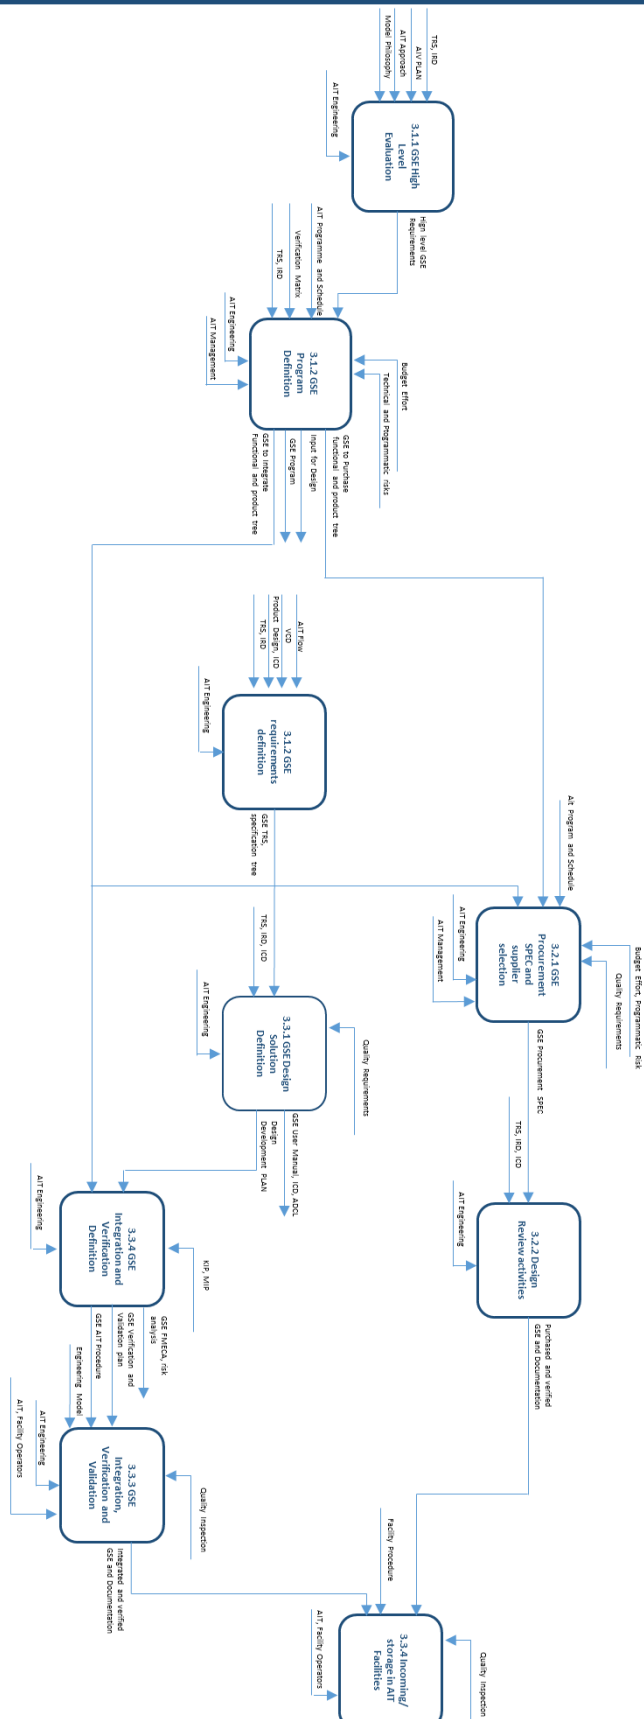 TRS, IRD
AIV PLAN
AIT Approach
Model Philosophy
AIT Engineering
3.1.1 GSE High
Level
Evaluation
High level GSE
Requirements
AIT Programme and Schedule
Verification Matrix
TRS, IRD
AIT Engineering
AIT Management
3.1.2 GSE
Program
Definition
Budget Effort
Technical and Ptogrammatic risks
GSE to Purchase
functional and product tree
Input for Design
GSE Program
GSE to Integrate
Functional and product tree
AIT Flow
VCD
Product Design, ICD
TRS, IRD
AIT Engineering
3.1.2 GSE
requirements
definition
GSE TRS,
specification tree
Ait Program and Schedule
AIT Engineering
AIT Management
3.2.1 GSE
Procurement
SPEC and
supplier
selection
Budget Effort, Programmatic Risk
Quality Requirements
GSE Procurement SPEC
TRS, IRD, ICD
AIT Engineering
3.3.1 GSE Design
Solution
Definition
Quality Requirements
GSE User Manual, ICD, ADCL
Design
Development PLAN
TRS, IRD, ICD
AIT Engineering
3.2.2 Design
Review activities
Purchased and verified
GSE and Documentation
AIT Engineering
3.3.4 GSE
Integration and
Verification
Definition
KIP, MIP
GSE FMECA, risk
analysis
GSE Verification and
Validation plan
GSE AIT Procedure
Engineering Model
AIT Engineering
AIT, Facility Operators
3.3.3 GSE
Integration,
Verification and
Validation
Quality Inspection
Integrated and verified
GSE and Documentation
Facility Procedure
AIT, Facility Operators
3.3.4 Incoming/
storage in AIT
Facilities
Quality Inspection